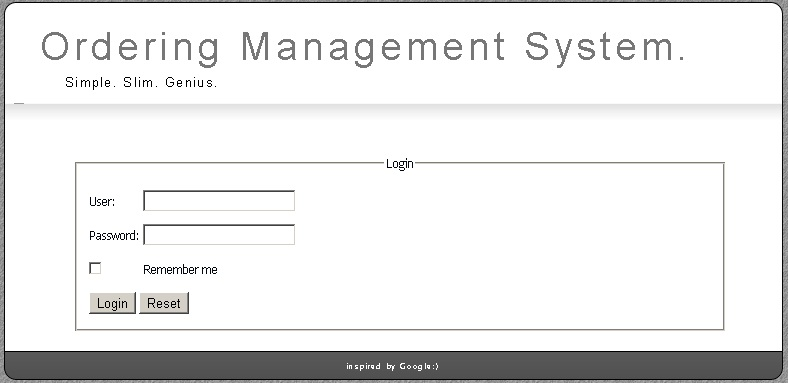 Ordering Management System.
Simple. Slim. Genius.
Login
User:
Password:
Remember me
Login Reset
inspired by Google:)